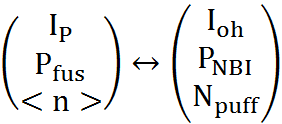 I_P ↔ I_oh
P_fus P_NBI
< n > N_puff